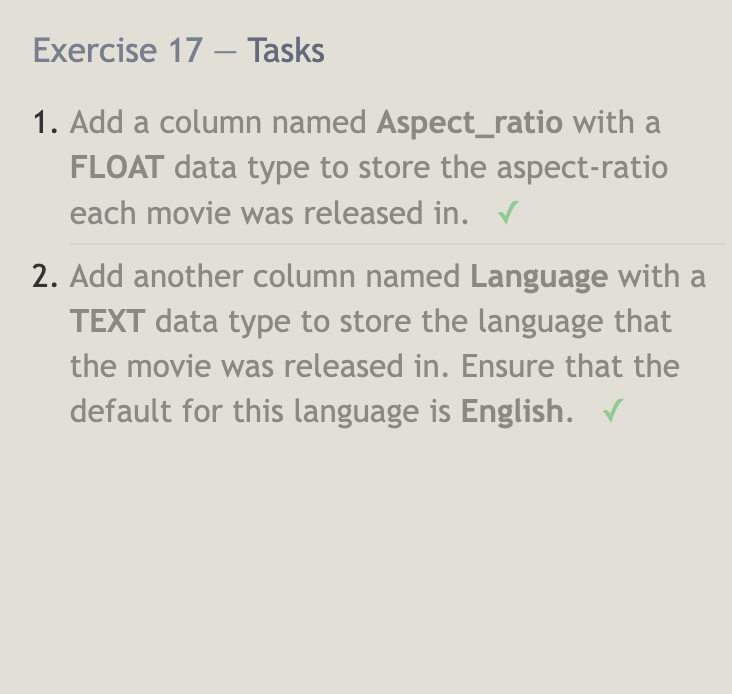 Exercise 17 — Tasks
1. Add a column named Aspect_ratio with a
FLOAT data type to store the aspect-ratio
each movie was released in. ✓
2. Add another column named Language with a
TEXT data type to store the language that
the movie was released in. Ensure that the
default for this language is English. ✓